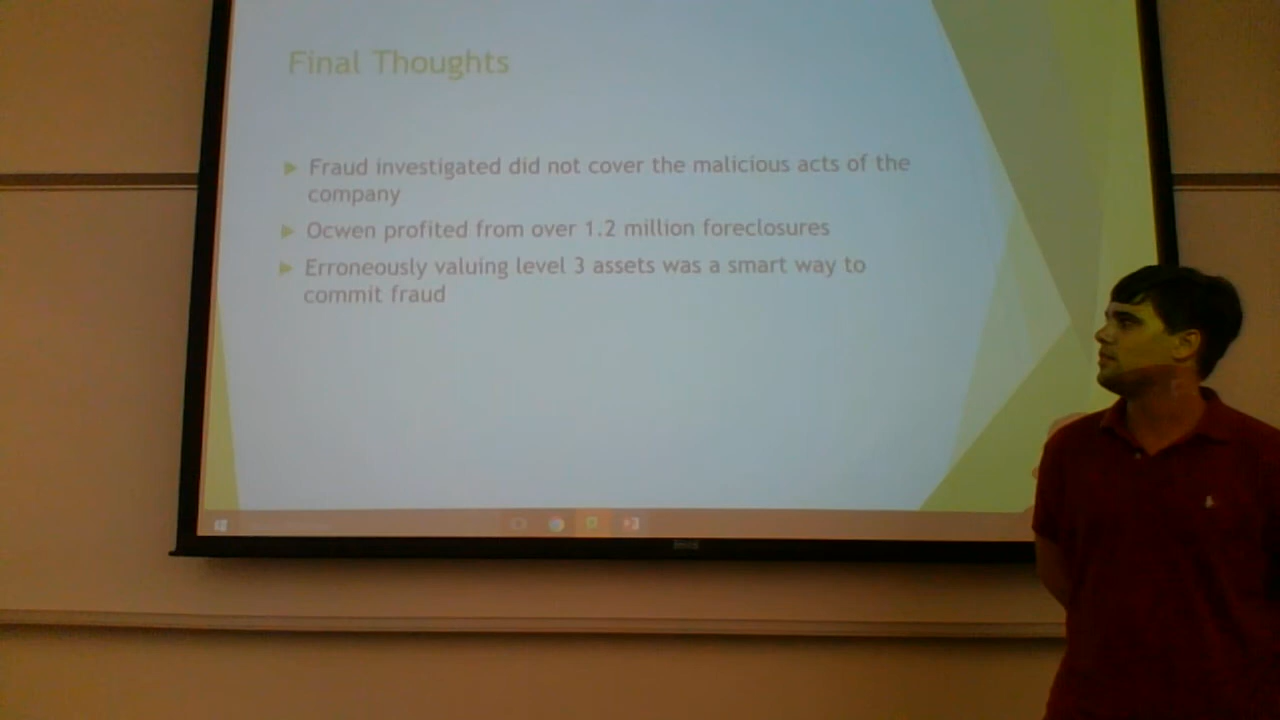 Final Thoughts
Fraud investigated did not cover the malicious acts of the
company
Ocwen profited from over 1.2 million foreclosures
Erroneously valuing level 3 assets was a smart way to
commit fraud